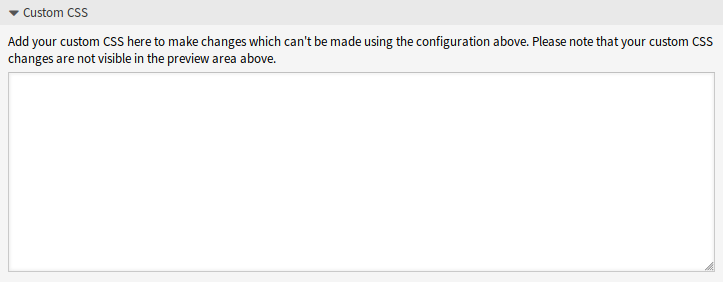 Custom CSS
Add your custom CSS here to make changes which can't be made using the configuration above. Please note that your custom CSS
changes are not visible in the preview area above.